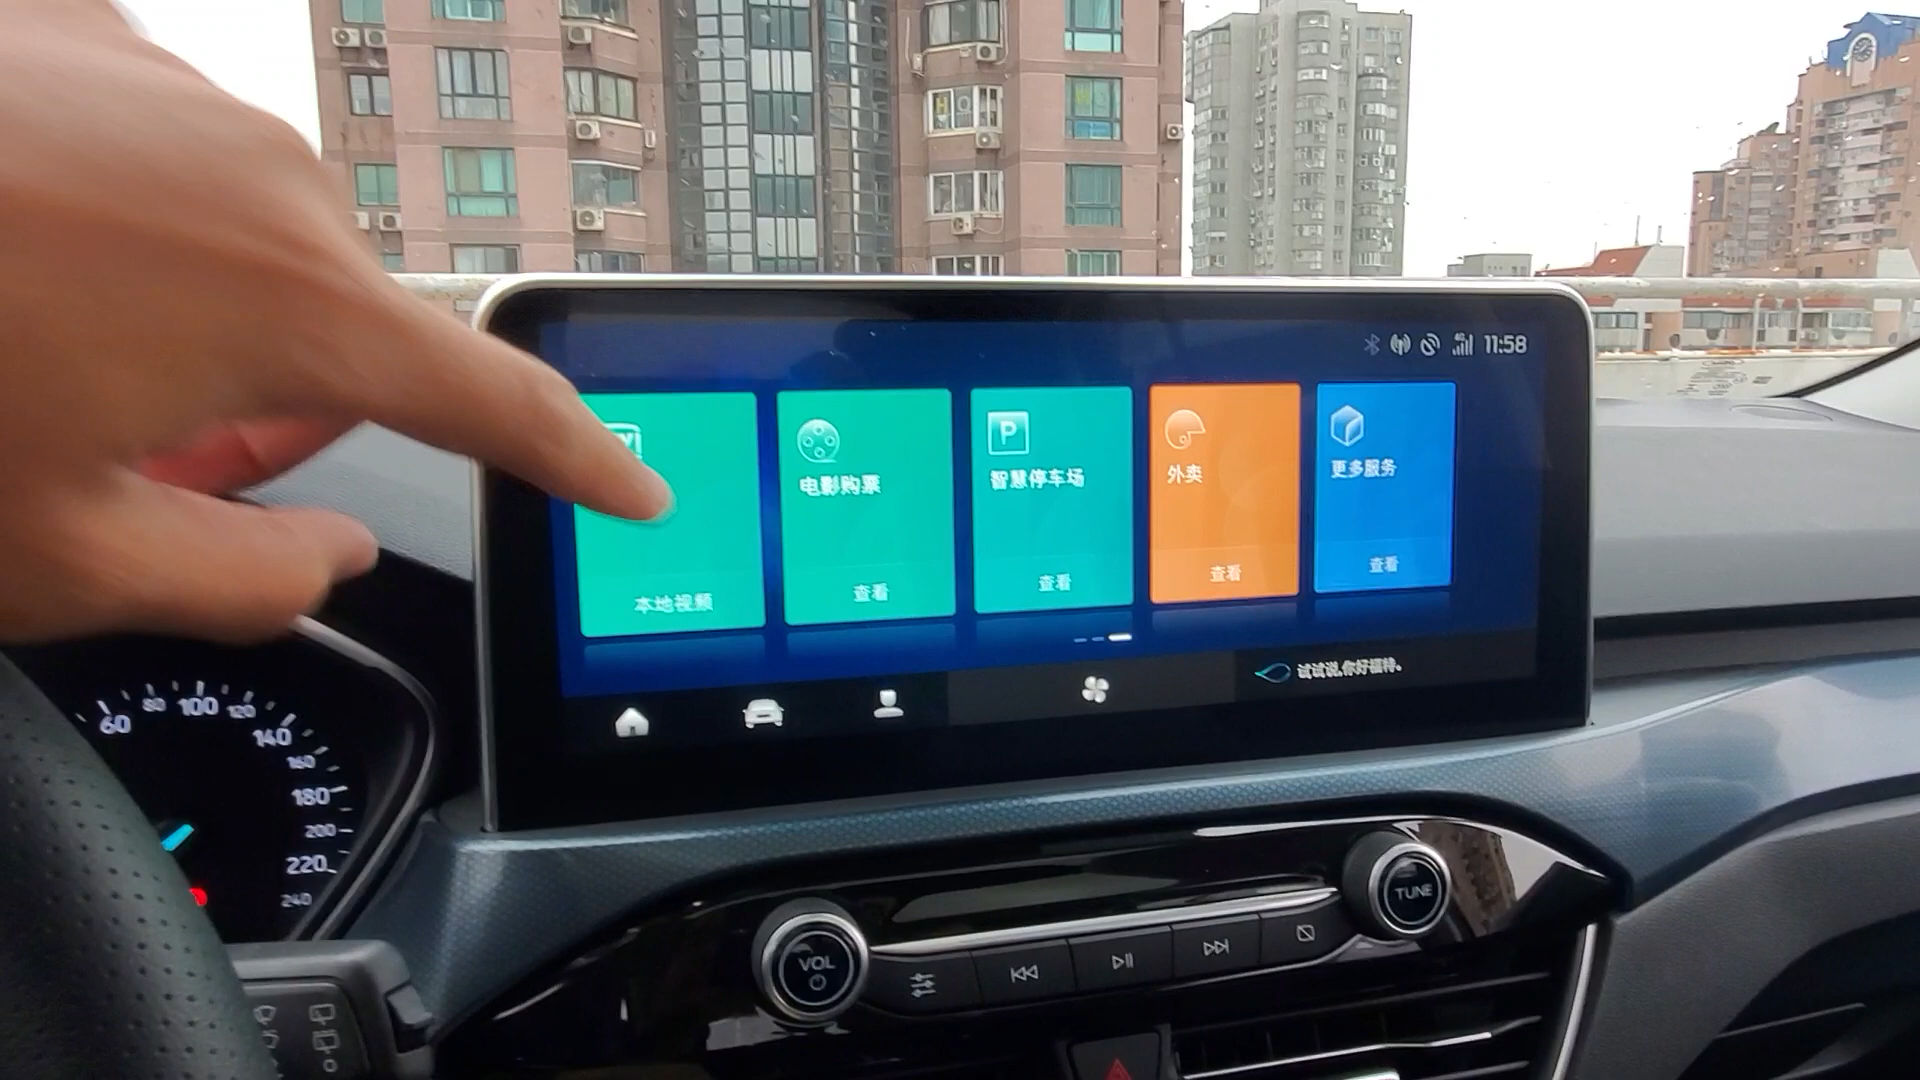 11:58
电影购票
智慧停车场
外卖
更多服务
本地视频
查看
查看
查看
查看
试试说,你好福特。
60
80
100
120
140
160
180
200
220
240
VOL
TUNE
P
4G